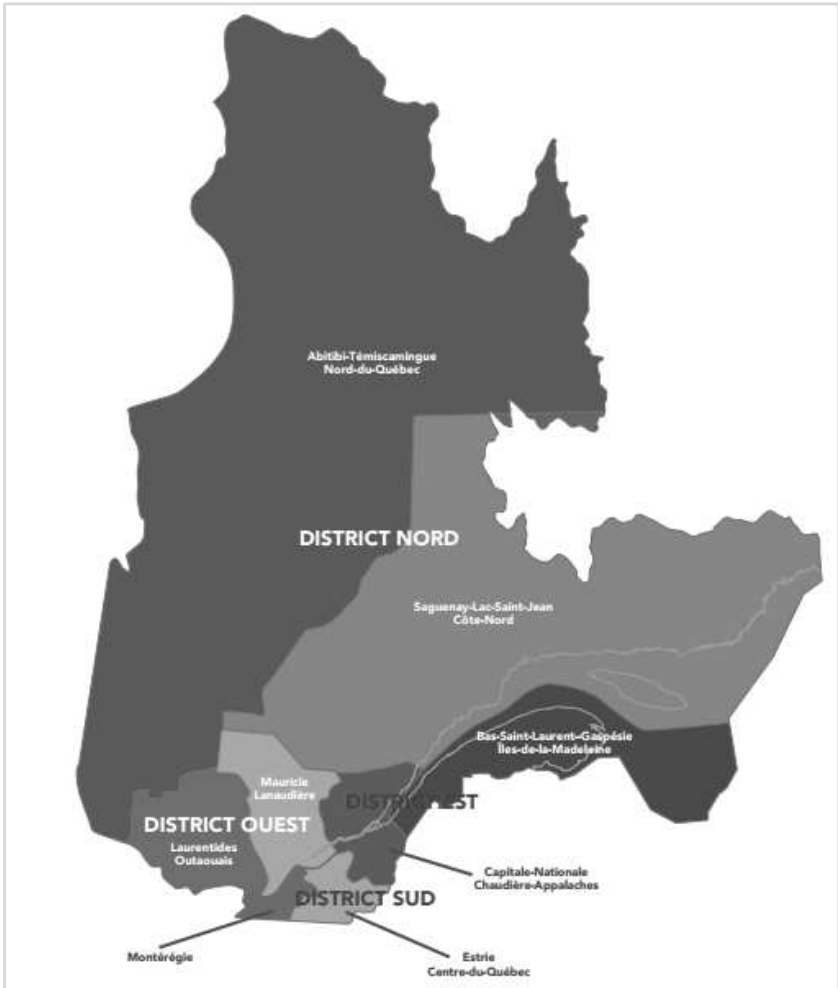 Abitibi-Témiscamingue
Nord-du-Québec
DISTRICT NORD
Saguenay-Lac-Saint-Jean
Côte-Nord
Bas-Saint-Laurent-Gaspésie
Îles-de-la-Madeleine
Mauricie
Lanaudière
DISTRICT EST
DISTRICT OUEST
Laurentides
Outaouais
Capitale-Nationale
Chaudière-Appalaches
DISTRICT SUD
Montérégie
Estrie
Centre-du-Québec